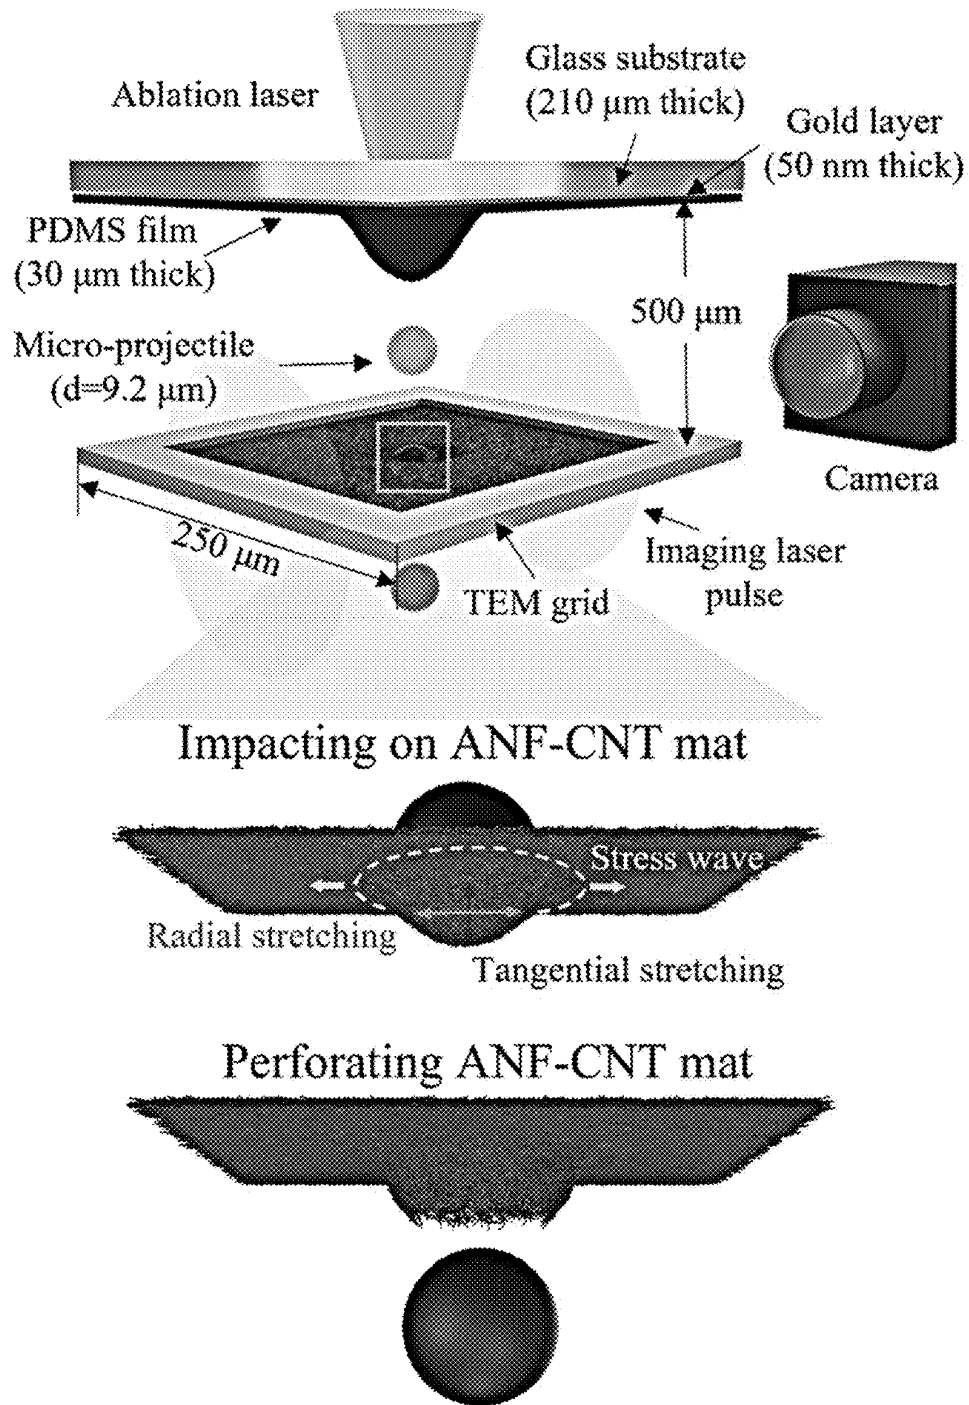 Ablation laser
Glass substrate
(210 μm thick)
Gold layer
(50 nm thick)
PDMS film
(30 μm thick)
500 μm
Micro-projectile
(d=9.2 μm)
Camera
250 μm
TEM grid
Imaging laser
pulse
Impacting on ANF-CNT mat
Stress wave
Radial stretching
Tangential stretching
Perforating ANF-CNT mat